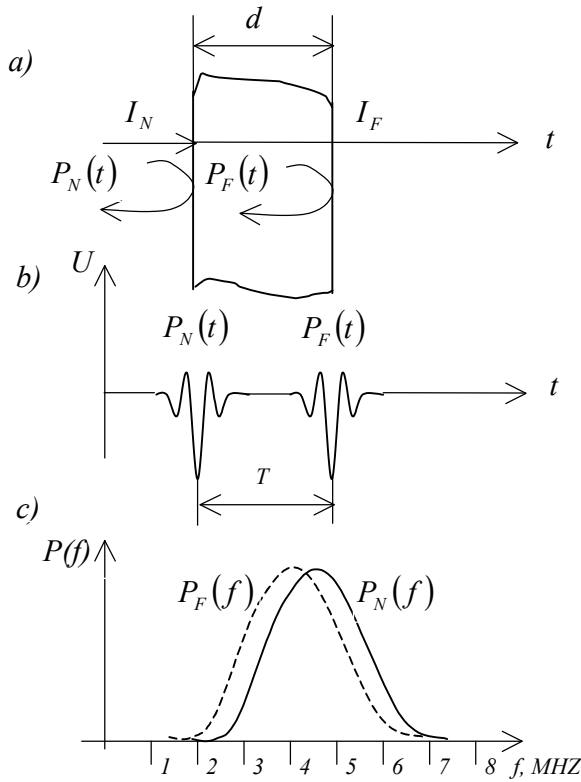 d
a)
I_N I_F t
P_N(t) P_F(t)
b) U
P_N(t) P_F(t)
t
T
c)
P(f) P_F(f) P_N(f)
1 2 3 4 5 6 7 8 f, MHZ